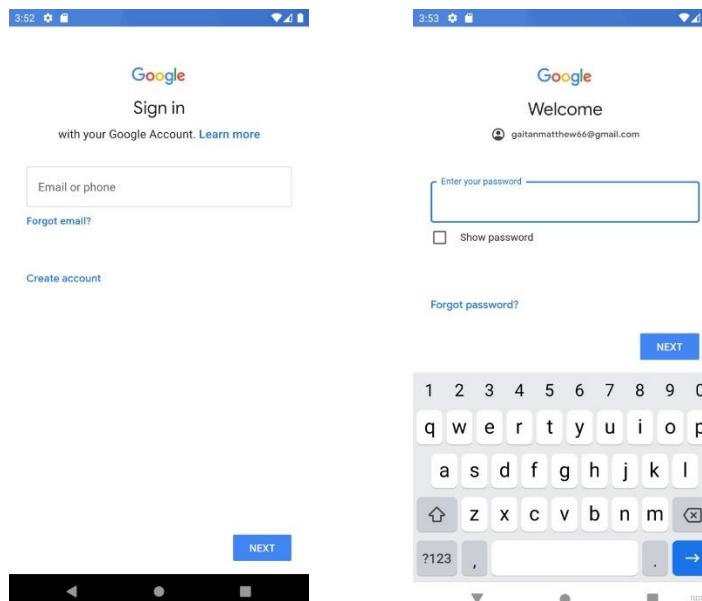 3:52
Google
Sign in
with your Google Account. Learn more
Email or phone
Forgot email?
Create account
NEXT
3:53
Google
Welcome
gaitanmatthew66@gmail.com
Enter your password
Show password
Forgot password?
NEXT
1 2 3 4 5 6 7 8 9 0
q w e r t y u i o p
a s d f g h j k l
z x c v b n m
?123 , .